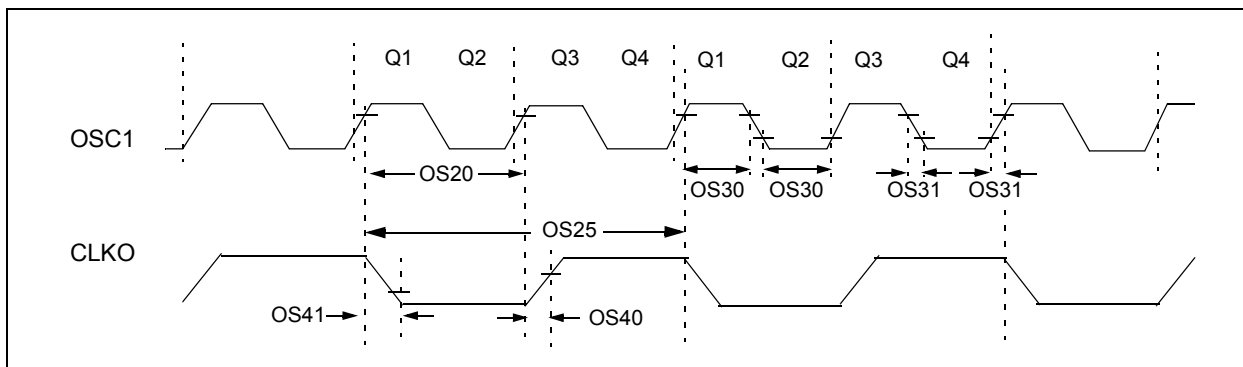 Q1 Q2 Q3 Q4 Q1 Q2 Q3 Q4
OSC1
OS20
OS30 OS30 OS31 OS31
OS25
CLKO
OS41 OS40